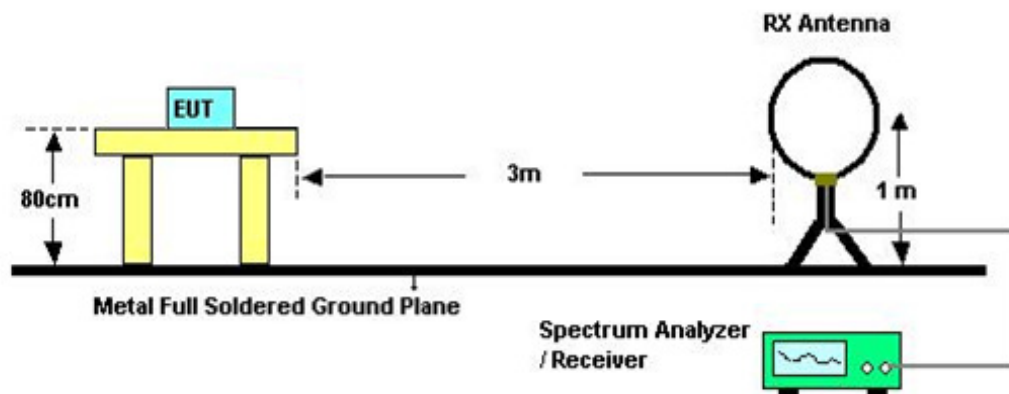 RX Antenna
EUT
80cm
3m
1 m
Metal Full Soldered Ground Plane
Spectrum Analyzer
/ Receiver